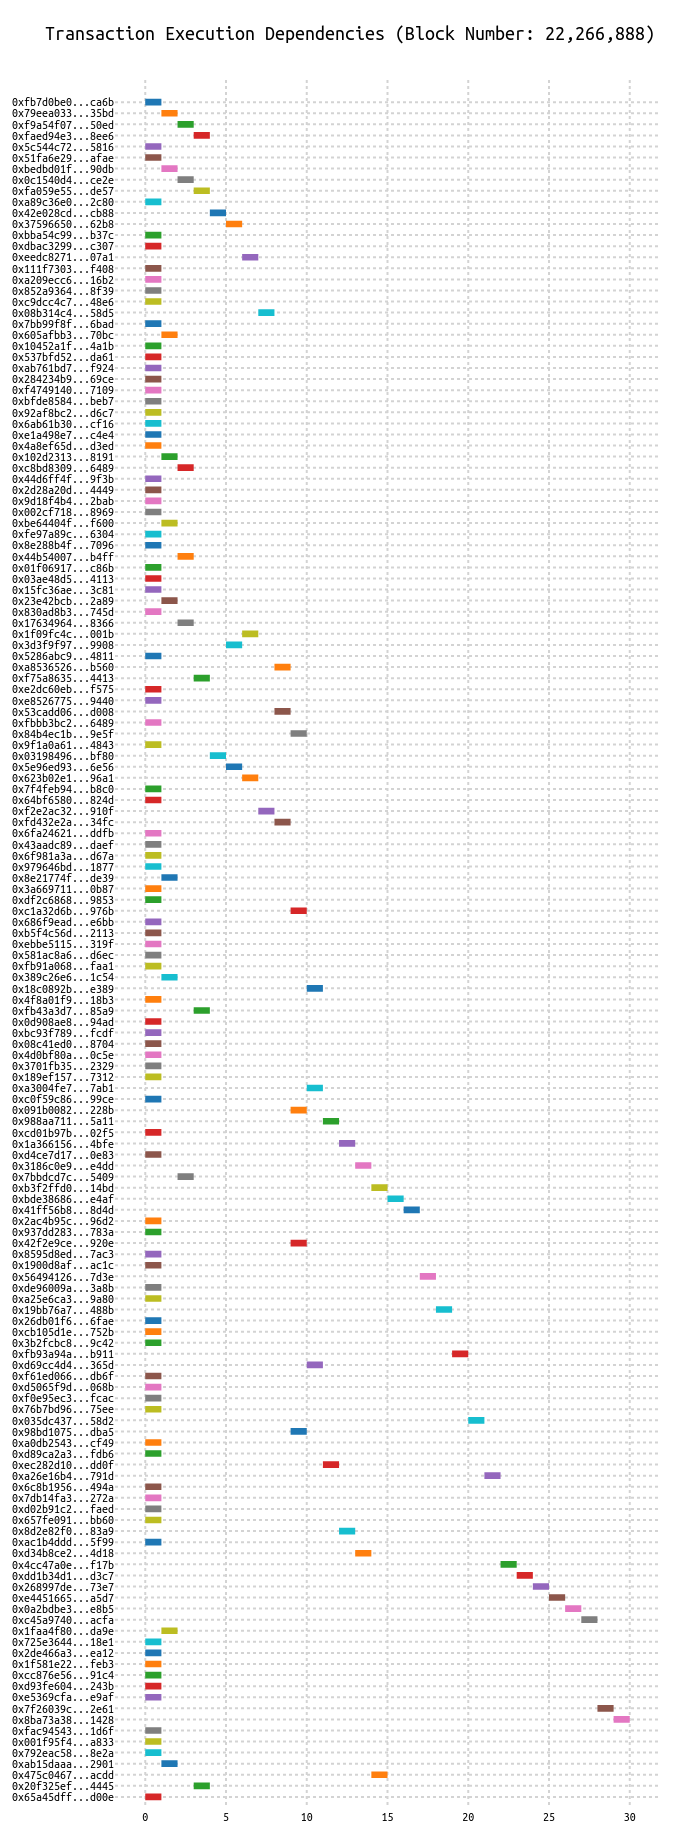 Transaction Execution Dependencies (Block Number: 22,266,888)
0xfb7d0be0...ca6b
0x79eea033...35bd
0xf9a54f07...50ed
0xfaed94e3...8ee6
0x5c544c72...5816
0x51fa6e29...afae
0xbedbd01f...90db
0x0c1540d4...ce2e
0xfa059e55...de57
0xa89c36e0...2c80
0x42e028cd...cb88
0x37596650...62b8
0xbba54c99...b37c
0xdbac3299...c307
0xeedc8271...07a1
0x111f7303...f408
0xa209ecc6...16b2
0x852a9364...8f39
0xc9dcc4c7...48e6
0x08b314c4...58d5
0x7bb99f8f...6bad
0x605afbb3...70bc
0x10452a1f...4a1b
0x537bfd52...da61
0xab761bd7...f924
0x284234b9...69ce
0xf4749140...7109
0xbfde8584...beb7
0x92af8bc2...d6c7
0x6ab61b30...cf16
0xe1a498e7...c4e4
0x4a8ef65d...d3ed
0x102d2313...8191
0xc8bd8309...6489
0x44d6ff4f...9f3b
0x2d28a20d...4449
0x9d18f4b4...2bab
0x002cf718...8969
0xbe64404f...f600
0xfe97a89c...6304
0x8e288b4f...7096
0x44b54007...b4ff
0x01f06917...c86b
0x03ae48d5...4113
0x15fc36ae...3c81
0x23e42bcb...2a89
0x830ad8b3...745d
0x17634964...8366
0x1f09fc4c...001b
0x3d3f9f97...9908
0x5286abc9...4811
0xa8536526...b560
0xf75a8635...4413
0xe2dc60eb...f575
0xe8526775...9440
0x53cadd06...d008
0xfbbb3bc2...6489
0x84b4ec1b...9e5f
0x9f1a0a61...4843
0x03198496...bf80
0x5e96ed93...6e56
0x623b02e1...96a1
0x7f4feb94...b8c0
0x64bf6580...824d
0xf2e2ac32...910f
0xfd432e2a...34fc
0x6fa24621...ddfb
0x43aadc89...daef
0x6f981a3a...d67a
0x979646bd...1877
0x8e21774f...de39
0x3a669711...0b87
0xdf2c6868...9853
0xc1a32d6b...976b
0x686f9ead...e6bb
0xb5f4c56d...2113
0xebbe5115...319f
0x581ac8a6...d6ec
0xfb91a068...faa1
0x389c26e6...1c54
0x18c0892b...e389
0x4f8a01f9...18b3
0xfb43a3d7...85a9
0x0d908ae8...94ad
0xbc93f789...fcdf
0x08c41ed0...8704
0x4d0bf80a...0c5e
0x3701fb35...2329
0x189ef157...7312
0xa3004fe7...7ab1
0xc0f59c86...99ce
0x091b0082...228b
0x988aa711...5a11
0xcd01b97b...02f5
0x1a366156...4bfe
0xd4ce7d17...0e83
0x3186c0e9...e4dd
0x7bbdcd7c...5409
0xb3f2ffd0...14bd
0xbde38686...e4af
0x41ff56b8...8d4d
0x2ac4b95c...96d2
0x937dd283...783a
0x42f2e9ce...920e
0x8595d8ed...7ac3
0x1900d8af...ac1c
0x56494126...7d3e
0xde96009a...3a8b
0xa25e6ca3...9a80
0x19bb76a7...488b
0x26db01f6...6fae
0xcb105d1e...752b
0x3b2fcbc8...9c42
0xfb93a94a...b911
0xd69cc4d4...365d
0xf61ed066...db6f
0xd5065f9d...068b
0xf0e95ec3...fcac
0x76b7bd96...75ee
0x035dc437...58d2
0x98bd1075...dba5
0xa0db2543...cf49
0xd89ca2a3...fdb6
0xec282d10...dd0f
0xa26e16b4...791d
0x6c8b1956...494a
0x7db14fa3...272a
0xd02b91c2...faed
0x657fe091...bb60
0x8d2e82f0...83a9
0xac1b4ddd...5f99
0xd34b8ce2...4d18
0x4cc47a0e...f17b
0xdd1b34d1...d3c7
0x268997de...73e7
0xe4451665...a5d7
0x0a2bdbe3...e8b5
0xc45a9740...acfa
0x1faa4f80...da9e
0x725e3644...18e1
0x2de466a3...ea12
0x1f581e22...feb3
0xcc876e56...91c4
0xd93fe604...243b
0xe5369cfa...e9af
0x7f26039c...2e61
0x8ba73a38...1428
0xfac94543...1d6f
0x001f95f4...a833
0x792eac58...8e2a
0xab15daaa...2901
0x475c0467...acdd
0x20f325ef...4445
0x65a45dff...d00e
0 5 10 15 20 25 30